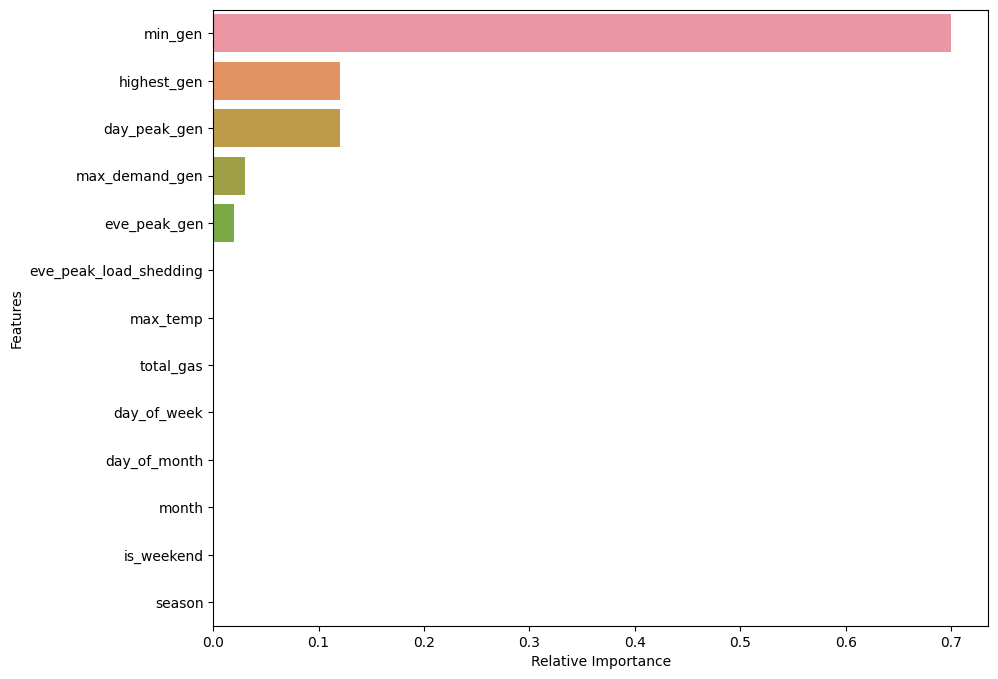 min_gen
highest_gen
day_peak_gen
max_demand_gen
eve_peak_gen
eve_peak_load_shedding
max_temp
total_gas
day_of_week
day_of_month
month
is_weekend
season
Features
0.0 0.1 0.2 0.3 0.4 0.5 0.6 0.7
Relative Importance